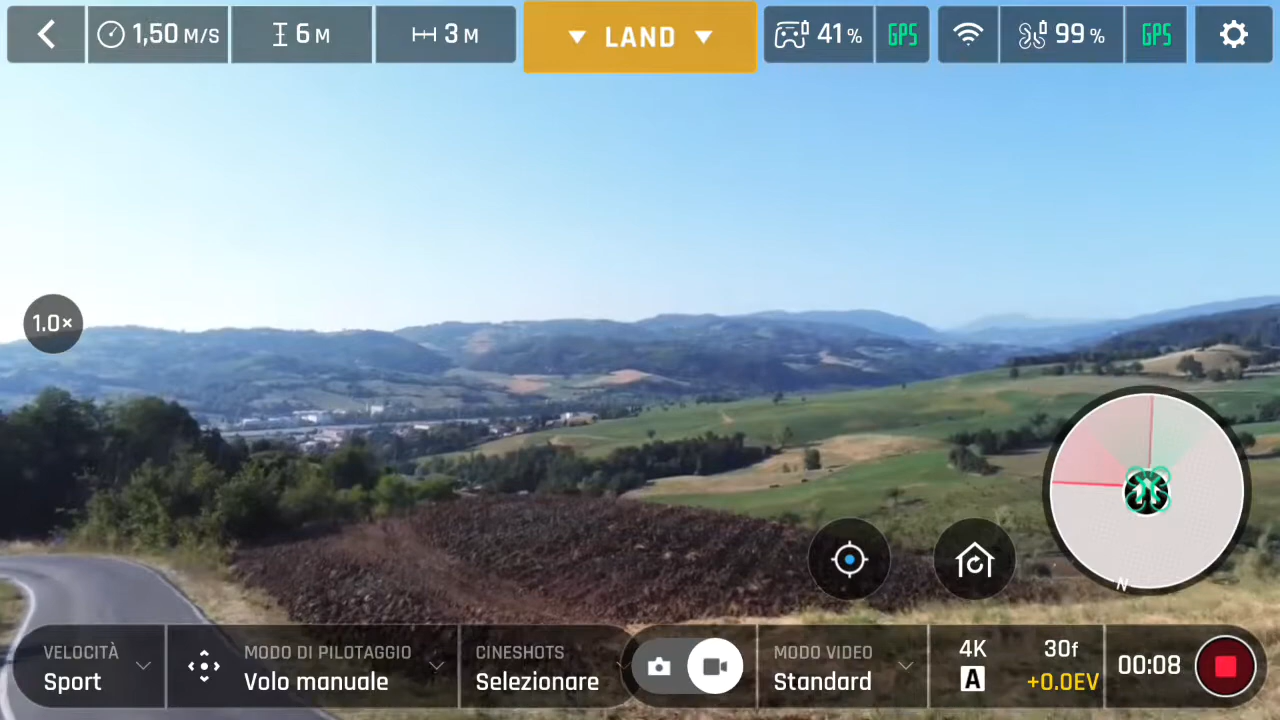 1,50 M/S
6 M
3 M
LAND
41 %
GPS
99 %
GPS
1.0×
N
VELOCITÀ
Sport
MODO DI PILOTAGGIO
Volo manuale
CINESHOTS
Selezionare
MODO VIDEO
Standard
4K
30f
A
+0.0EV
00:08